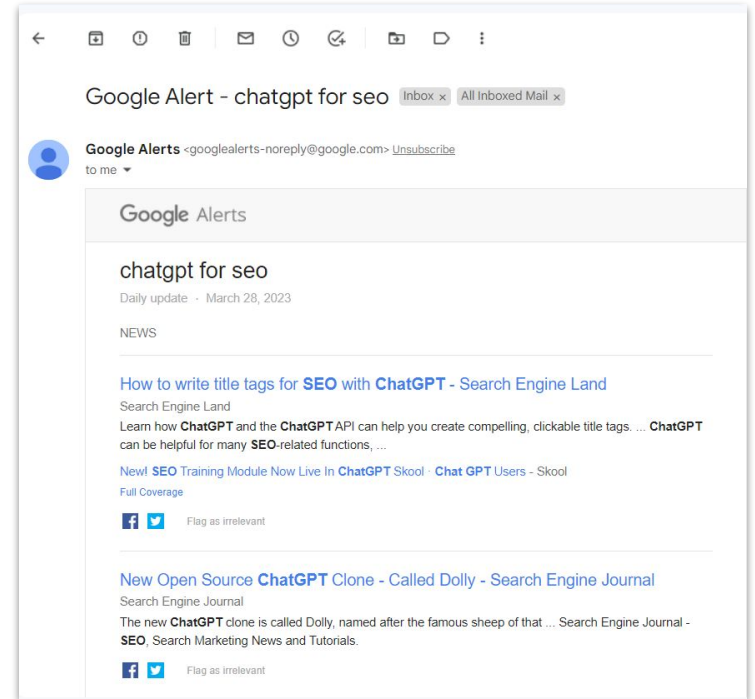 Google Alert - chatgpt for seo Inbox × All Inboxed Mail ×
Google Alerts <googlealerts-noreply@google.com> Unsubscribe
to me
Google Alerts
chatgpt for seo
Daily update · March 28, 2023
NEWS
How to write title tags for SEO with ChatGPT - Search Engine Land
Search Engine Land
Learn how ChatGPT and the ChatGPT API can help you create compelling, clickable title tags. ... ChatGPT
can be helpful for many SEO-related functions, ...
New! SEO Training Module Now Live In ChatGPT Skool · Chat GPT Users - Skool
Full Coverage
Flag as irrelevant
New Open Source ChatGPT Clone - Called Dolly - Search Engine Journal
Search Engine Journal
The new ChatGPT clone is called Dolly, named after the famous sheep of that ... Search Engine Journal -
SEO, Search Marketing News and Tutorials.
Flag as irrelevant